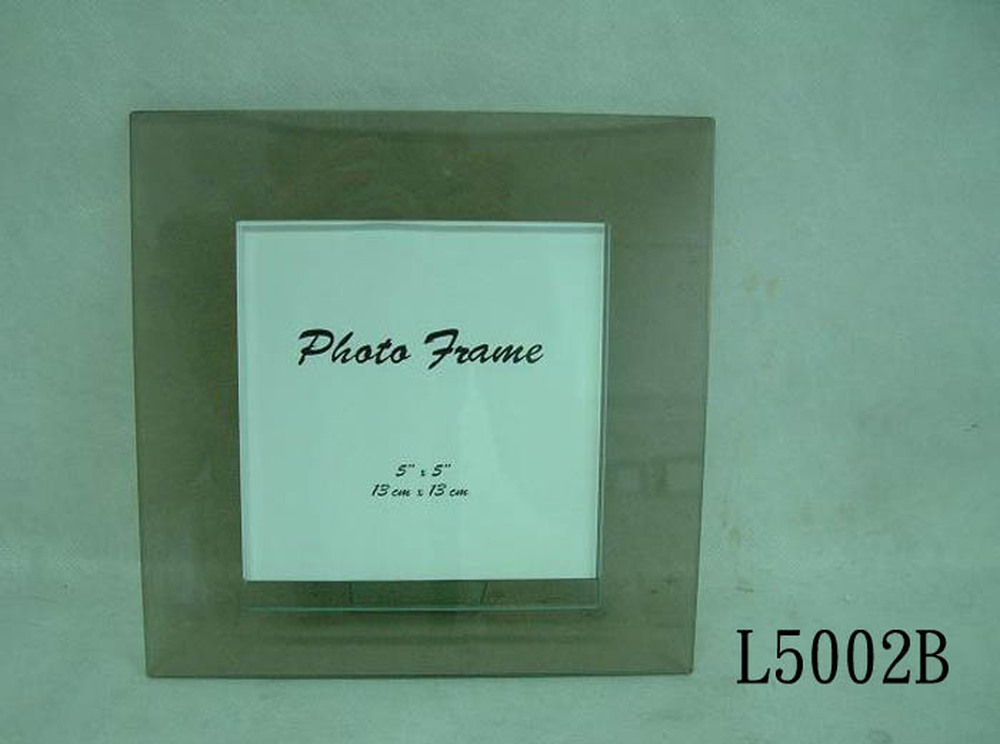 Photo Frame
5" x 5"
13 cm x 13 cm
L5002B